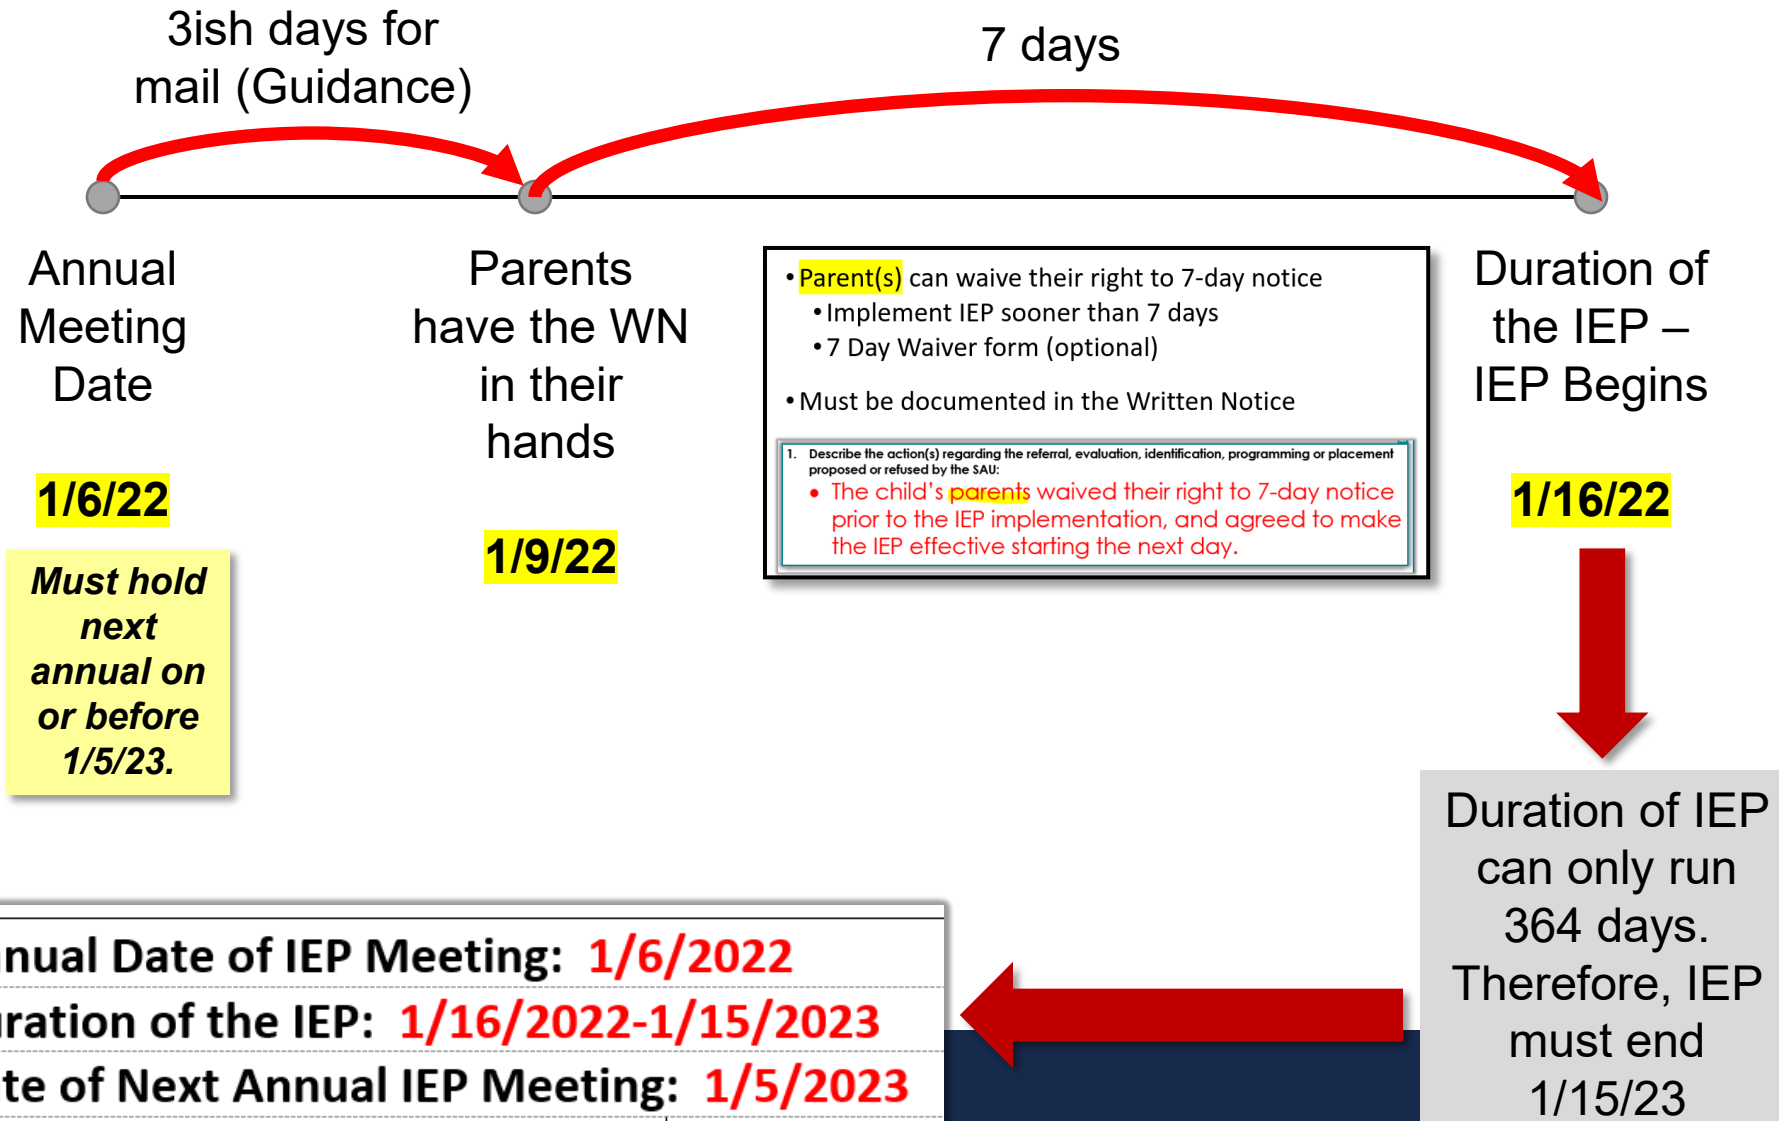 3ish days for
mail (Guidance)
7 days
Annual
Meeting
Date
1/6/22
Must hold
next
annual on
or before
1/5/23.
Parents
have the WN
in their
hands
1/9/22
• Parent(s) can waive their right to 7-day notice
• Implement IEP sooner than 7 days
• 7 Day Waiver form (optional)
• Must be documented in the Written Notice
1. Describe the action(s) regarding the referral, evaluation, identification, programming or placement
proposed or refused by the SAU:
• The child's parents waived their right to 7-day notice
prior to the IEP implementation, and agreed to make
the IEP effective starting the next day.
Duration of
the IEP –
IEP Begins
1/16/22
Duration of IEP
can only run
364 days.
Therefore, IEP
must end
1/15/23
nnual Date of IEP Meeting: 1/6/2022
uration of the IEP: 1/16/2022-1/15/2023
te of Next Annual IEP Meeting: 1/5/2023